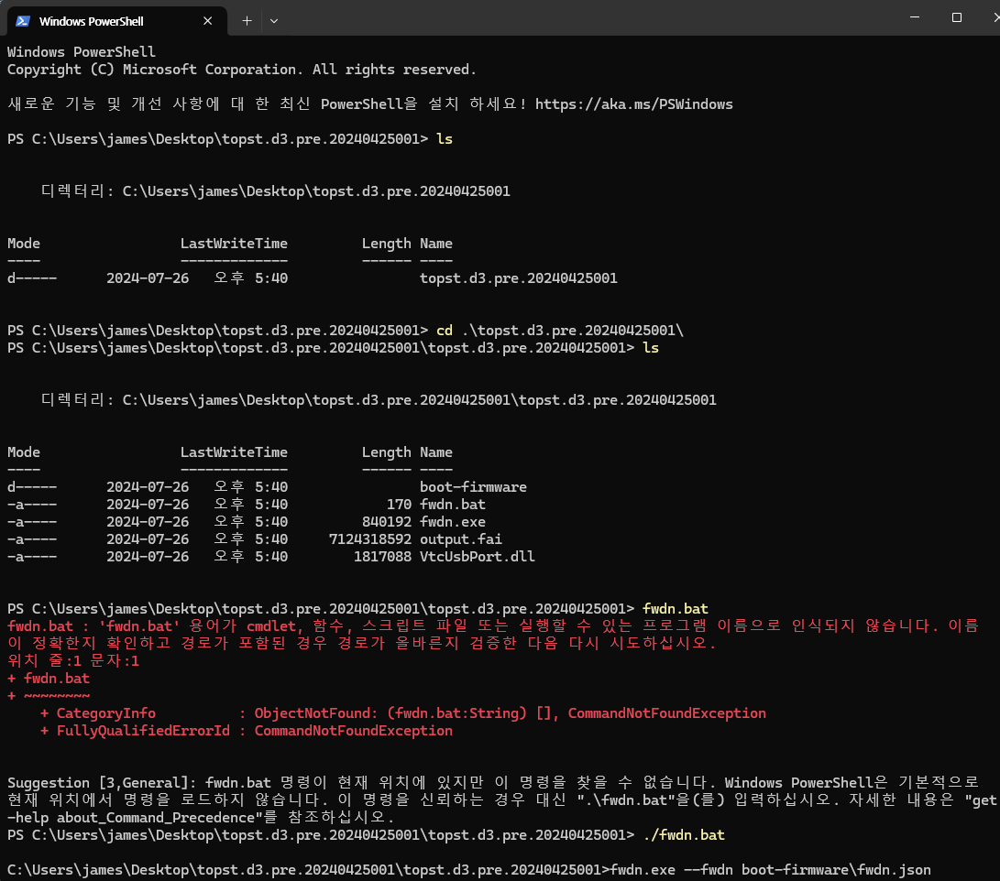 Windows PowerShell
Windows PowerShell
Copyright (C) Microsoft Corporation. All rights reserved.
새로운 기능 및 개선 사항에 대 한 최신 PowerShell을 설치 하세요! https://aka.ms/PSWindows
PS C:\Users\james\Desktop\topst.d3.pre.20240425001> ls
디렉터리: C:\Users\james\Desktop\topst.d3.pre.20240425001
Mode                 LastWriteTime         Length Name
----                 -------------         ------ ----
d-----      2024-07-26   오후 5:40                topst.d3.pre.20240425001
PS C:\Users\james\Desktop\topst.d3.pre.20240425001> cd .\topst.d3.pre.20240425001\
PS C:\Users\james\Desktop\topst.d3.pre.20240425001\topst.d3.pre.20240425001> ls
디렉터리: C:\Users\james\Desktop\topst.d3.pre.20240425001\topst.d3.pre.20240425001
Mode                 LastWriteTime         Length Name
----                 -------------         ------ ----
d-----      2024-07-26   오후 5:40                boot-firmware
-a----      2024-07-26   오후 5:40            170 fwdn.bat
-a----      2024-07-26   오후 5:40         840192 fwdn.exe
-a----      2024-07-26   오후 5:40     7124318592 output.fai
-a----      2024-07-26   오후 5:40        1817088 VtcUsbPort.dll
PS C:\Users\james\Desktop\topst.d3.pre.20240425001\topst.d3.pre.20240425001> fwdn.bat
fwdn.bat : 'fwdn.bat' 용어가 cmdlet, 함수, 스크립트 파일 또는 실행할 수 있는 프로그램 이름으로 인식되지 않습니다. 이름
이 정확한지 확인하고 경로가 포함된 경우 경로가 올바른지 검증한 다음 다시 시도하십시오.
위치 줄:1 문자:1
+ fwdn.bat
+ ~~~~~~~~
    + CategoryInfo          : ObjectNotFound: (fwdn.bat:String) [], CommandNotFoundException
    + FullyQualifiedErrorId : CommandNotFoundException
Suggestion [3,General]: fwdn.bat 명령이 현재 위치에 있지만 이 명령을 찾을 수 없습니다. Windows PowerShell은 기본적으로
현재 위치에서 명령을 로드하지 않습니다. 이 명령을 신뢰하는 경우 대신 ".\fwdn.bat"을(를) 입력하십시오. 자세한 내용은 "get
-help about_Command_Precedence"를 참조하십시오.
PS C:\Users\james\Desktop\topst.d3.pre.20240425001\topst.d3.pre.20240425001> ./fwdn.bat
C:\Users\james\Desktop\topst.d3.pre.20240425001\topst.d3.pre.20240425001>fwdn.exe --fwdn boot-firmware\fwdn.json